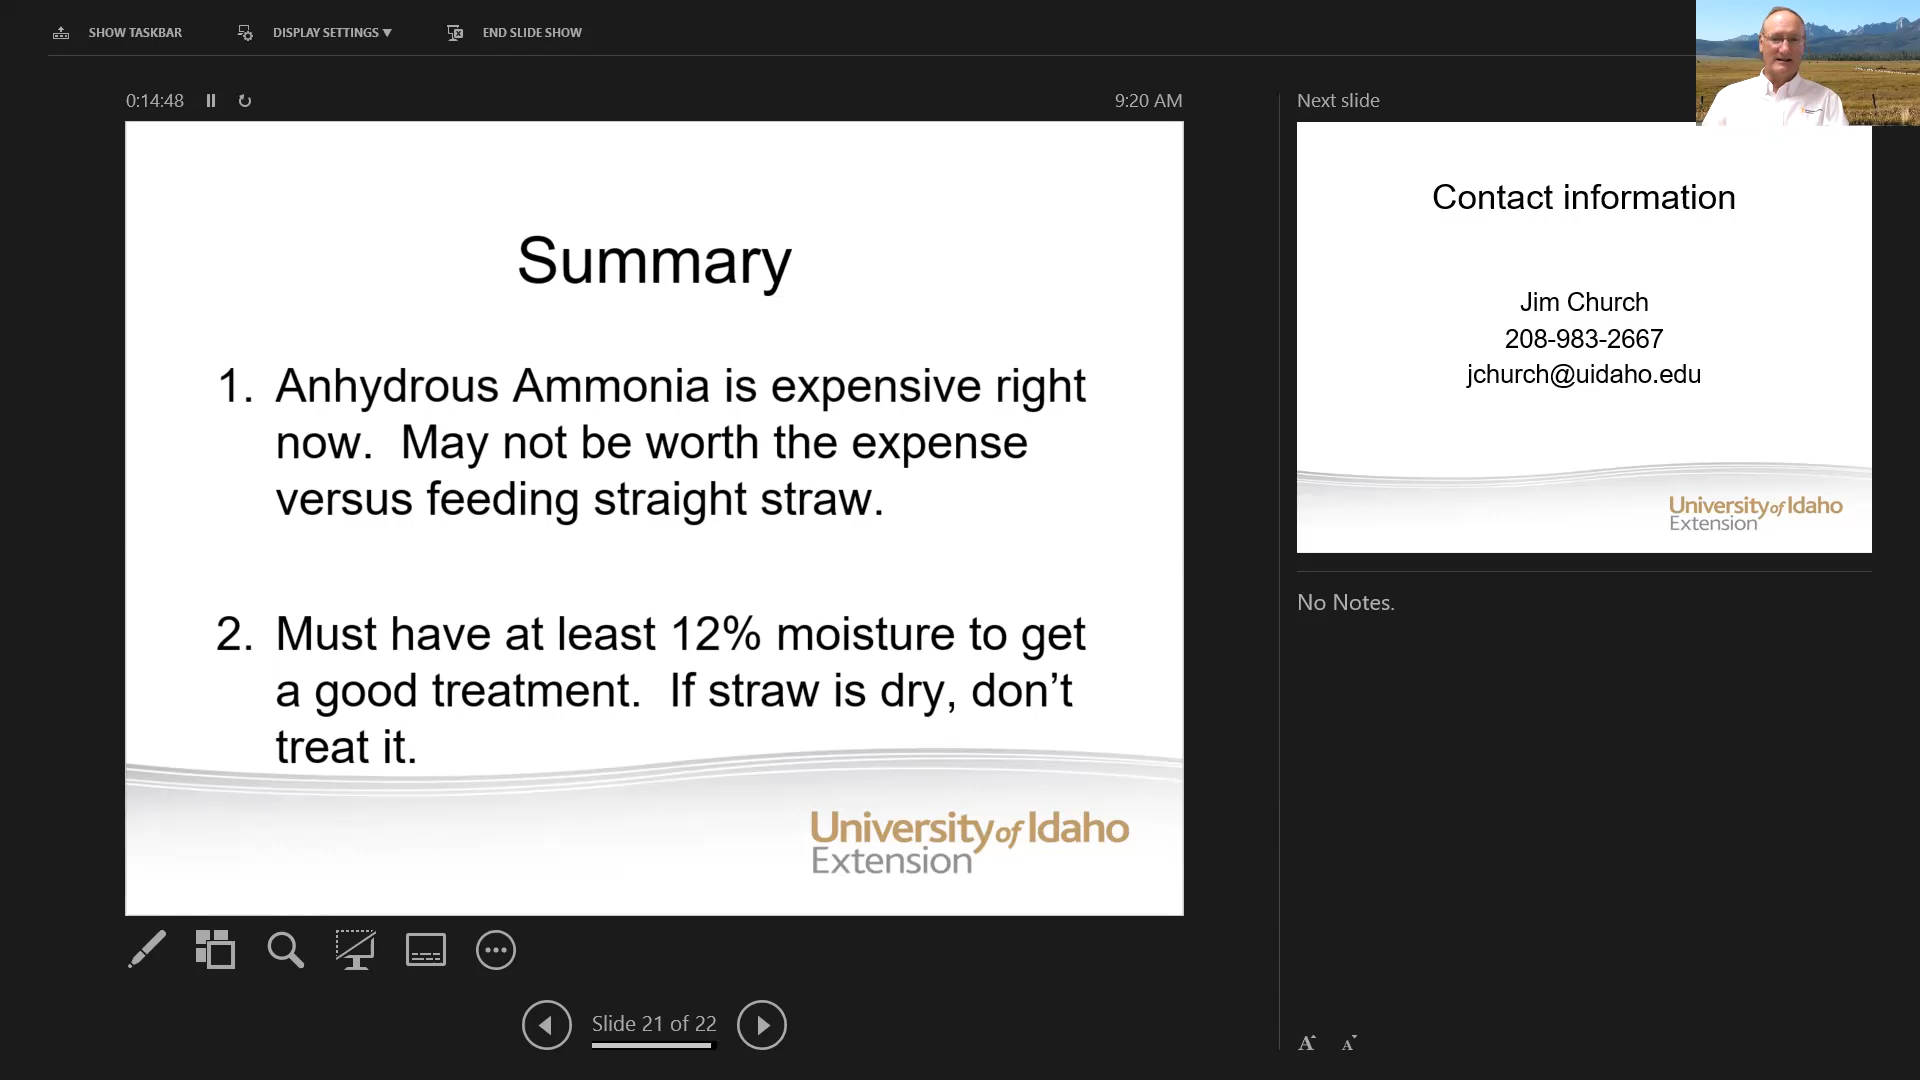 SHOW TASKBAR
DISPLAY SETTINGS ▼
END SLIDE SHOW
0:14:48
9:20 AM
Summary
1. Anhydrous Ammonia is expensive right
now.  May not be worth the expense
versus feeding straight straw.
2. Must have at least 12% moisture to get
a good treatment.  If straw is dry, don’t
treat it.
University of Idaho
Extension
Slide 21 of 22
Next slide
Contact information
Jim Church
208-983-2667
jchurch@uidaho.edu
University of Idaho
Extension
No Notes.
A A